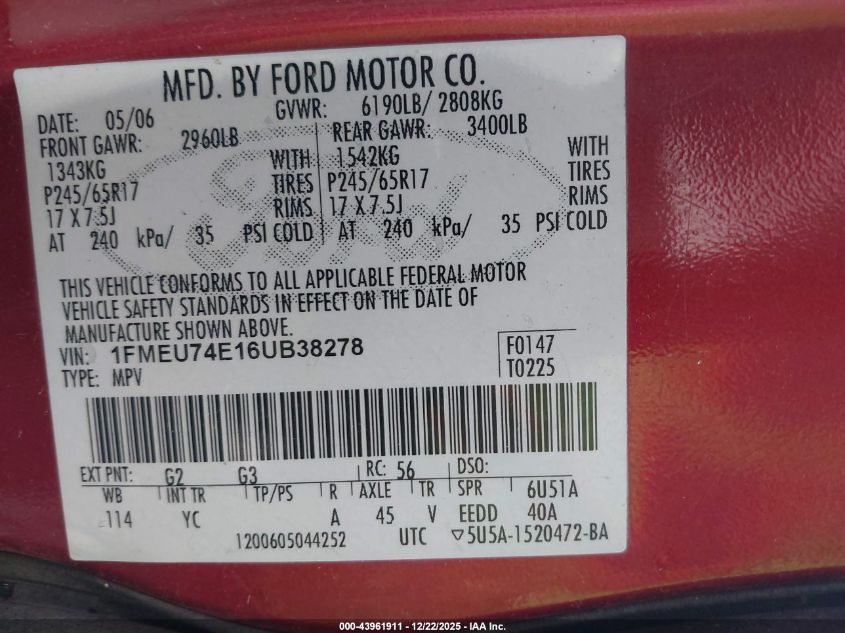 MFD. BY FORD MOTOR CO.
DATE: 05/06 GVWR: 6190LB/ 2808KG
FRONT GAWR: 2960LB REAR GAWR: 3400LB
1343KG WITH 1542KG WITH
P245/65R17 TIRES P245/65R17 TIRES
17 X 7.5J RIMS 17 X 7.5J RIMS
AT 240 kPa/ 35 PSI COLD AT 240 kPa/ 35 PSI COLD
Ford
THIS VEHICLE CONFORMS TO ALL APPLICABLE FEDERAL MOTOR
VEHICLE SAFETY STANDARDS IN EFFECT ON THE DATE OF
MANUFACTURE SHOWN ABOVE.
VIN: 1FMEU74E16UB38278 F0147
TYPE: MPV T0225
EXT PNT: G2 G3 RC: 56 DSO:
WB INT TR TP/PS R AXLE TR SPR 6U51A
114 YC A 45 V EEDD 40A
1200605044252 UTC ▽5U5A-1520472-BA
000-43961911 - 12/22/2025 - IAA Inc.